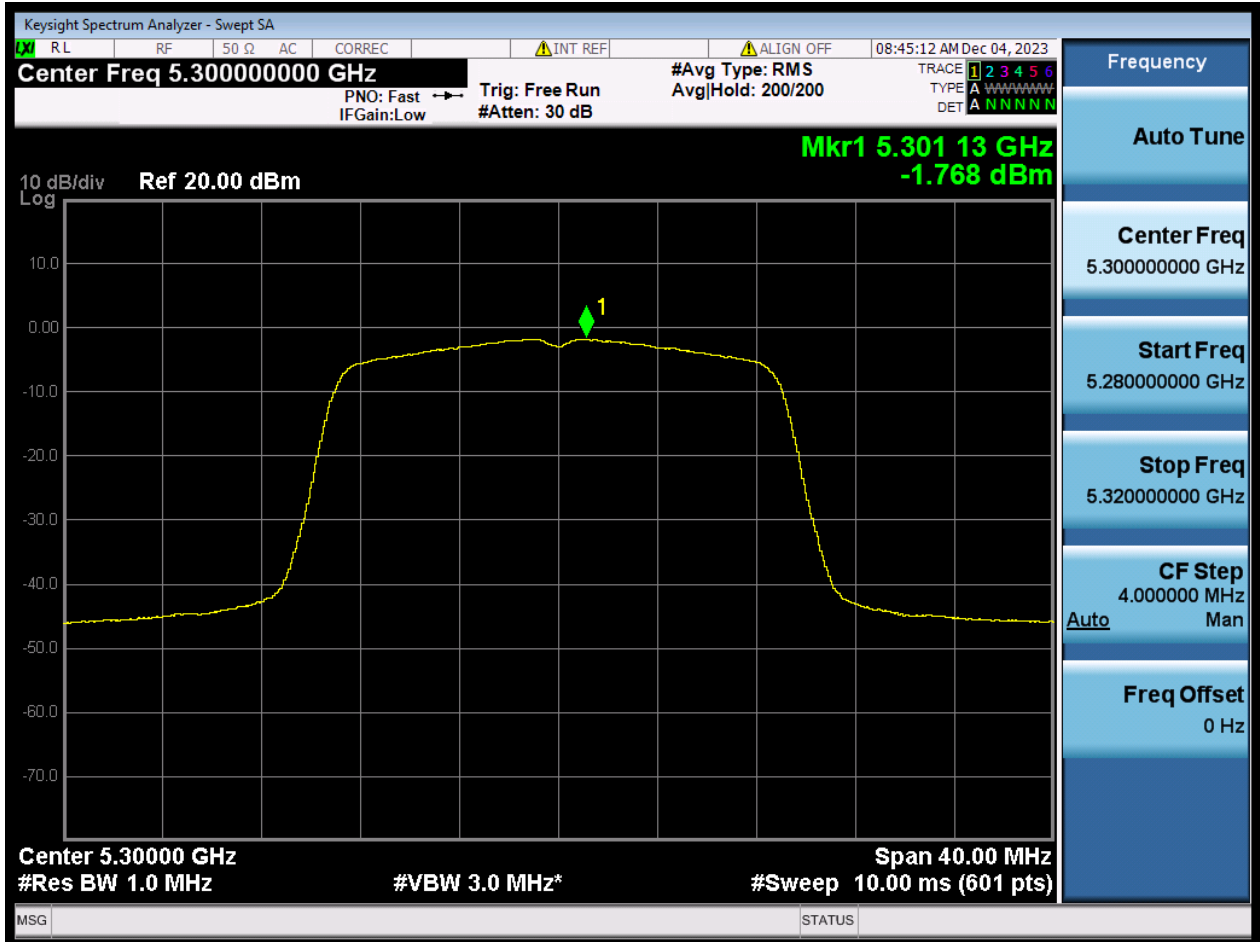 Keysight Spectrum Analyzer - Swept SA
LXI RL RF 50 Ω AC CORREC INT REF ALIGN OFF 08:45:12 AM Dec 04, 2023
Center Freq 5.300000000 GHz
PNO: Fast
IFGain:Low
Trig: Free Run
#Atten: 30 dB
#Avg Type: RMS
Avg|Hold: 200/200
TRACE 1 2 3 4 5 6
TYPE A WWWWW
DET A N N N N N
Mkr1 5.301 13 GHz
-1.768 dBm
10 dB/div Ref 20.00 dBm
Log
10.0
0.00
-10.0
-20.0
-30.0
-40.0
-50.0
-60.0
-70.0
1
Center 5.30000 GHz Span 40.00 MHz
#Res BW 1.0 MHz #VBW 3.0 MHz* #Sweep 10.00 ms (601 pts)
MSG STATUS
Frequency
Auto Tune
Center Freq
5.300000000 GHz
Start Freq
5.280000000 GHz
Stop Freq
5.320000000 GHz
CF Step
4.000000 MHz
Auto Man
Freq Offset
0 Hz